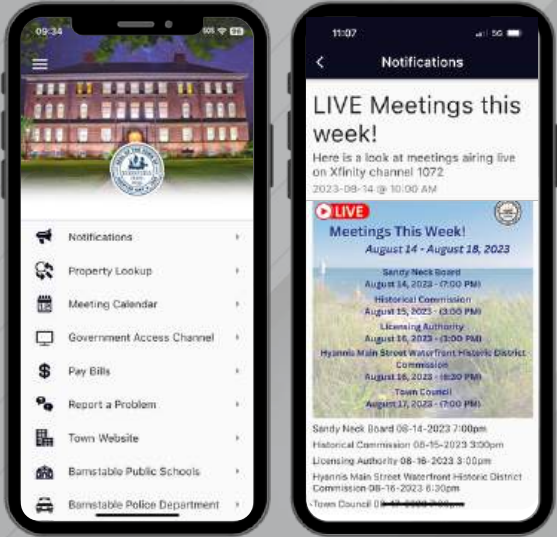 09:34
SOS
Notifications
Property Lookup
Meeting Calendar
Government Access Channel
Pay Bills
Report a Problem
Town Website
Barnstable Public Schools
Barnstable Police Department
11:07
5G
Notifications
LIVE Meetings this
week!
Here is a look at meetings airing live
on Xfinity channel 1072
2023-08-14 @ 10:00 AM
LIVE
Meetings This Week!
August 14 - August 18, 2023
Sandy Neck Board
August 14, 2023 - (7:00 PM)
Historical Commission
August 15, 2023 - (3:00 PM)
Licensing Authority
August 16, 2023 - (3:00 PM)
Hyannis Main Street Waterfront Historic District
Commission
August 16, 2023 - (6:30 PM)
Town Council
August 17, 2023 - (7:00 PM)
Sandy Neck Board 08-14-2023 7:00pm
Historical Commission 08-15-2023 3:00pm
Licensing Authority 08-16-2023 3:00pm
Hyannis Main Street Waterfront Historic District
Commission 08-16-2023 6:30pm
Town Council